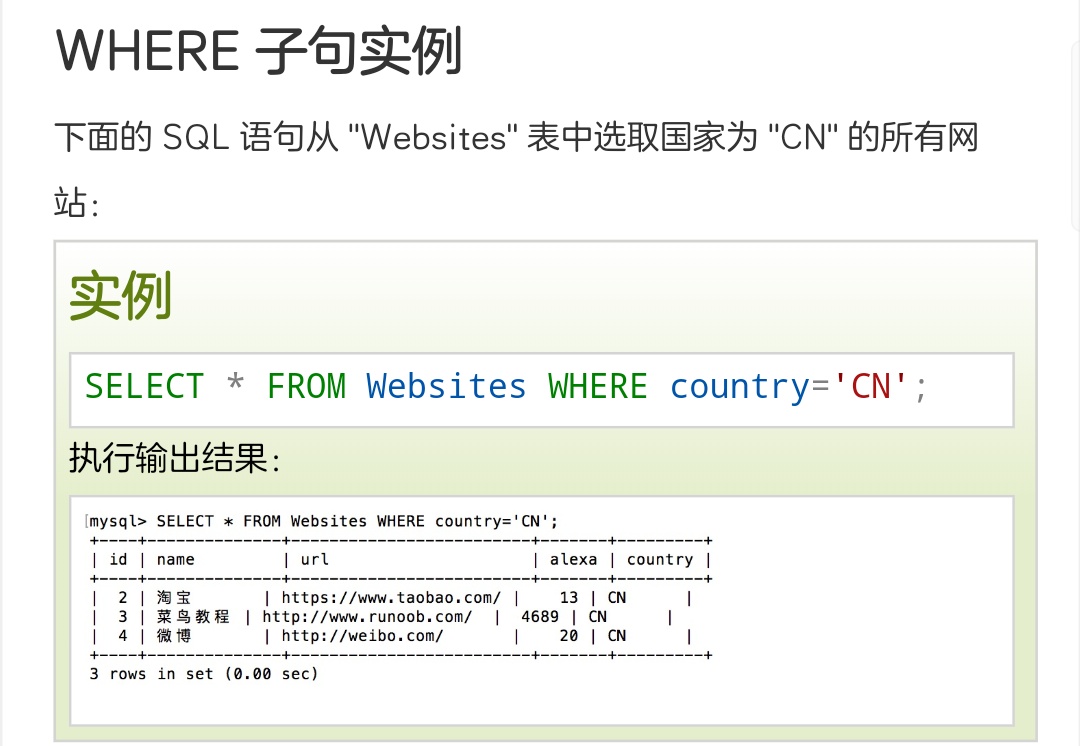 WHERE 子句实例
下面的 SQL 语句从 "Websites" 表中选取国家为 "CN" 的所有网
站：
实例
SELECT * FROM Websites WHERE country='CN';
执行输出结果：
[mysql> SELECT * FROM Websites WHERE country='CN';
+----+--------------+--------------------------+-------+---------+
| id | name         | url                      | alexa | country |
+----+--------------+--------------------------+-------+---------+
|  2 | 淘宝       | https://www.taobao.com/ |    13 | CN      |
|  3 | 菜鸟教程 | http://www.runoob.com/  |  4689 | CN      |
|  4 | 微博       | http://weibo.com/       |    20 | CN      |
+----+--------------+--------------------------+-------+---------+
3 rows in set (0.00 sec)